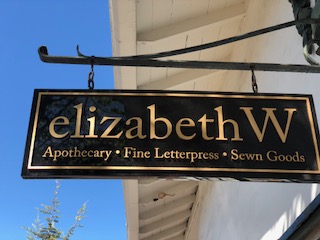 elizabethW
Apothecary • Fine Letterpress • Sewn Goods